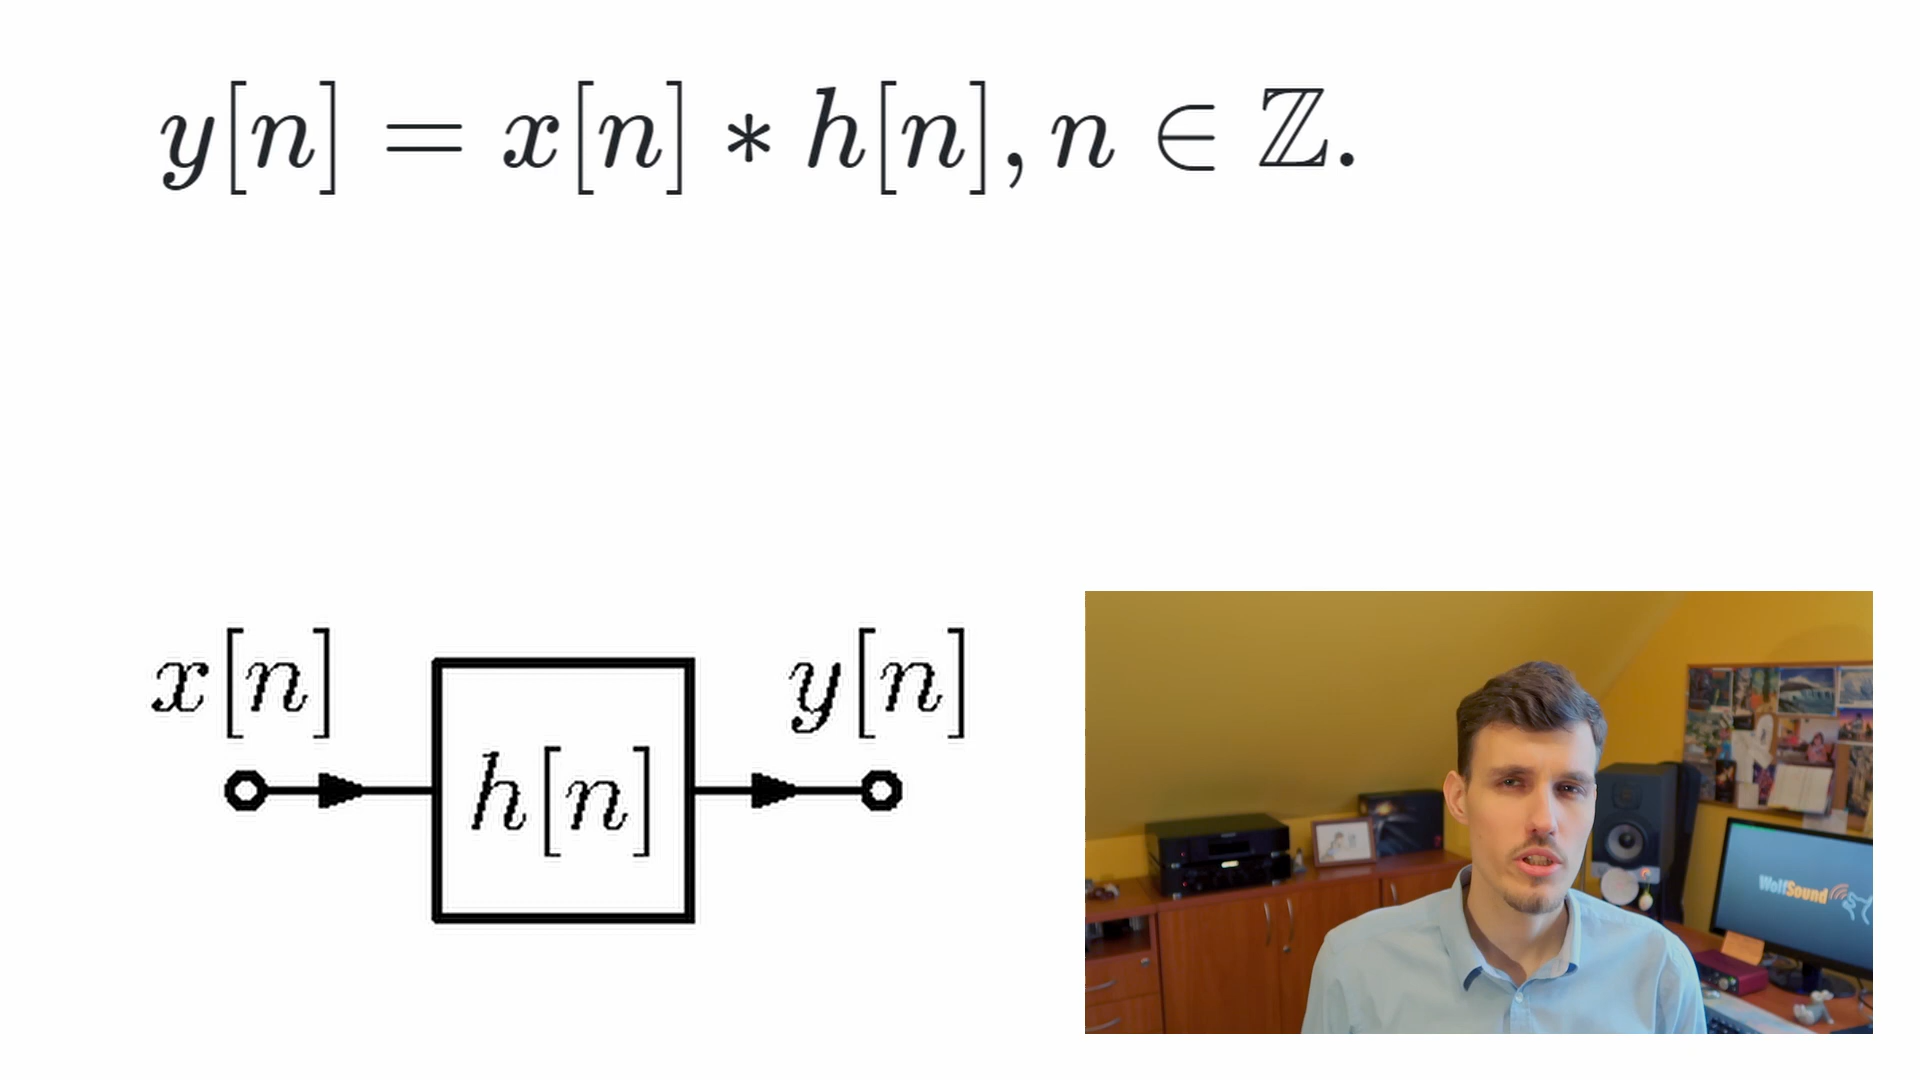 y[n] = x[n] * h[n], n ∈ ℤ.
x[n]
y[n]
h[n]
WolfSound